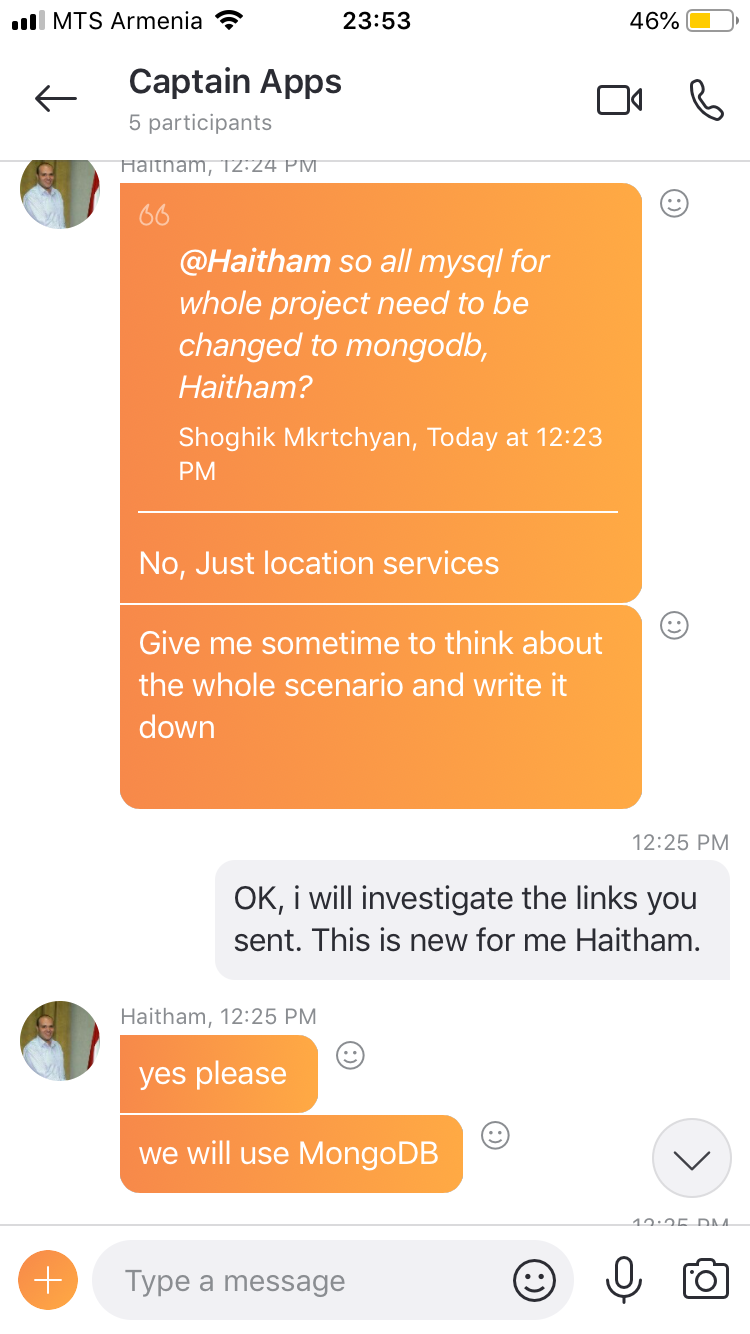 MTS Armenia 23:53 46%
Captain Apps
5 participants
Haitham, 12:24 PM
@Haitham so all mysql for
whole project need to be
changed to mongodb,
Haitham?
Shoghik Mkrtchyan, Today at 12:23
PM
No, Just location services
Give me sometime to think about
the whole scenario and write it
down
12:25 PM
OK, i will investigate the links you
sent. This is new for me Haitham.
Haitham, 12:25 PM
yes please
we will use MongoDB
12:25 PM
Type a message